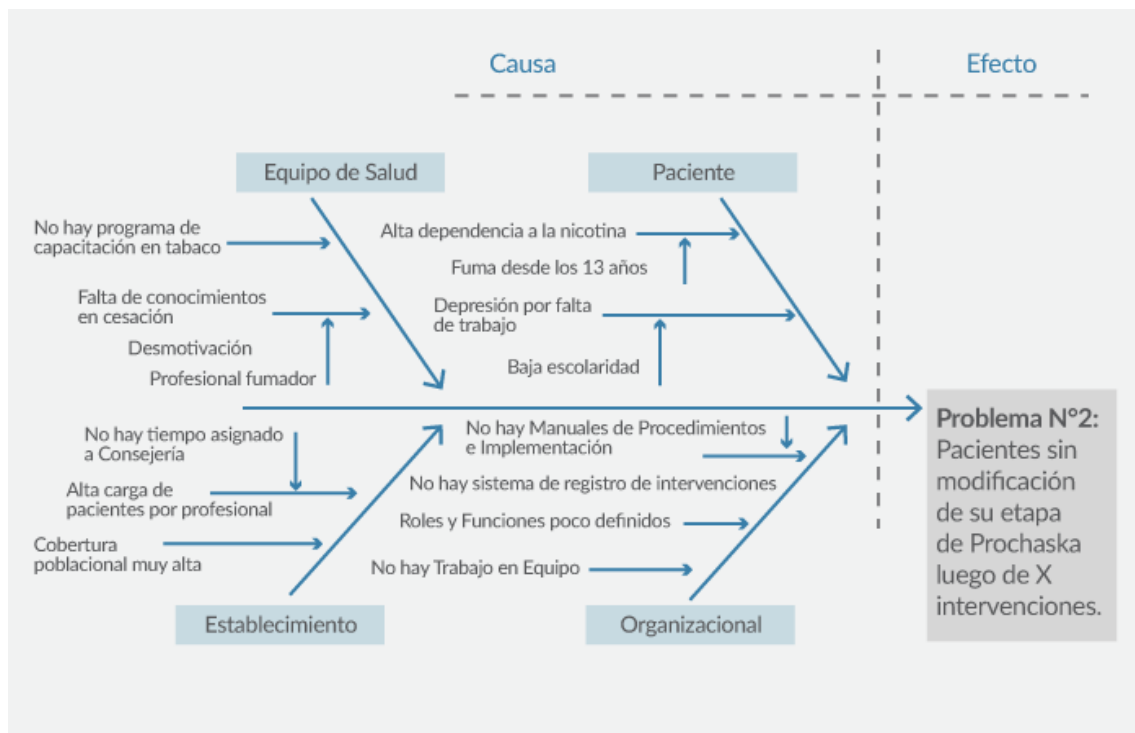 Causa
Efecto
Equipo de Salud
Paciente
No hay programa de
capacitación en tabaco
Alta dependencia a la nicotina
Fuma desde los 13 años
Falta de conocimientos
en cesación
Depresión por falta
de trabajo
Desmotivación
Profesional fumador
Baja escolaridad
No hay tiempo asignado
a Consejería
No hay Manuales de Procedimientos
e Implementación
Alta carga de
pacientes por profesional
No hay sistema de registro de intervenciones
Roles y Funciones poco definidos
Cobertura
poblacional muy alta
No hay Trabajo en Equipo
Establecimiento
Organizacional
Problema N°2:
Pacientes sin
modificación
de su etapa
de Prochaska
luego de X
intervenciones.